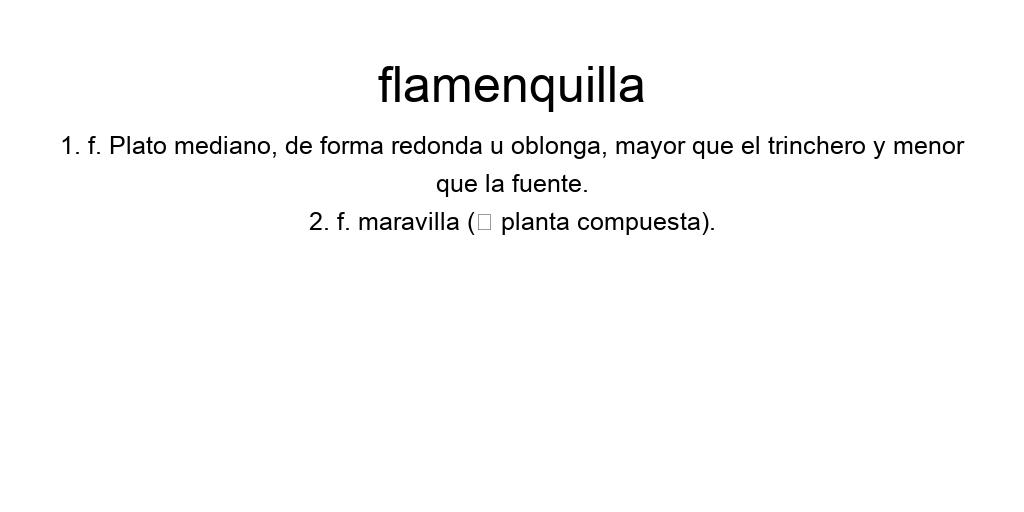 flamenquilla
1. f. Plato mediano, de forma redonda u oblonga, mayor que el trinchero y menor
que la fuente.
2. f. maravilla (□ planta compuesta).